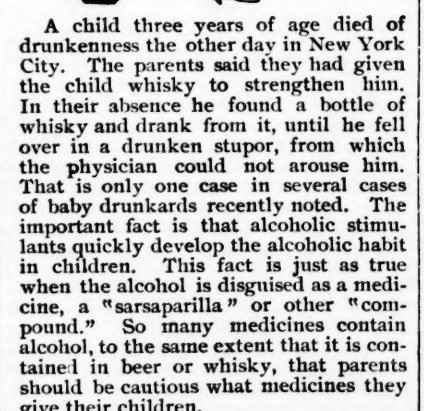 A child three years of age died of
drunkenness the other day in New York
City. The parents said they had given
the child whisky to strengthen him.
In their absence he found a bottle of
whisky and drank from it, until he fell
over in a drunken stupor, from which
the physician could not arouse him.
That is only one case in several cases
of baby drunkards recently noted. The
important fact is that alcoholic stimu-
lants quickly develop the alcoholic habit
in children. This fact is just as true
when the alcohol is disguised as a medi-
cine, a "sarsaparilla" or other "com-
pound." So many medicines contain
alcohol, to the same extent that it is con-
tained in beer or whisky, that parents
should be cautious what medicines they
give their children.